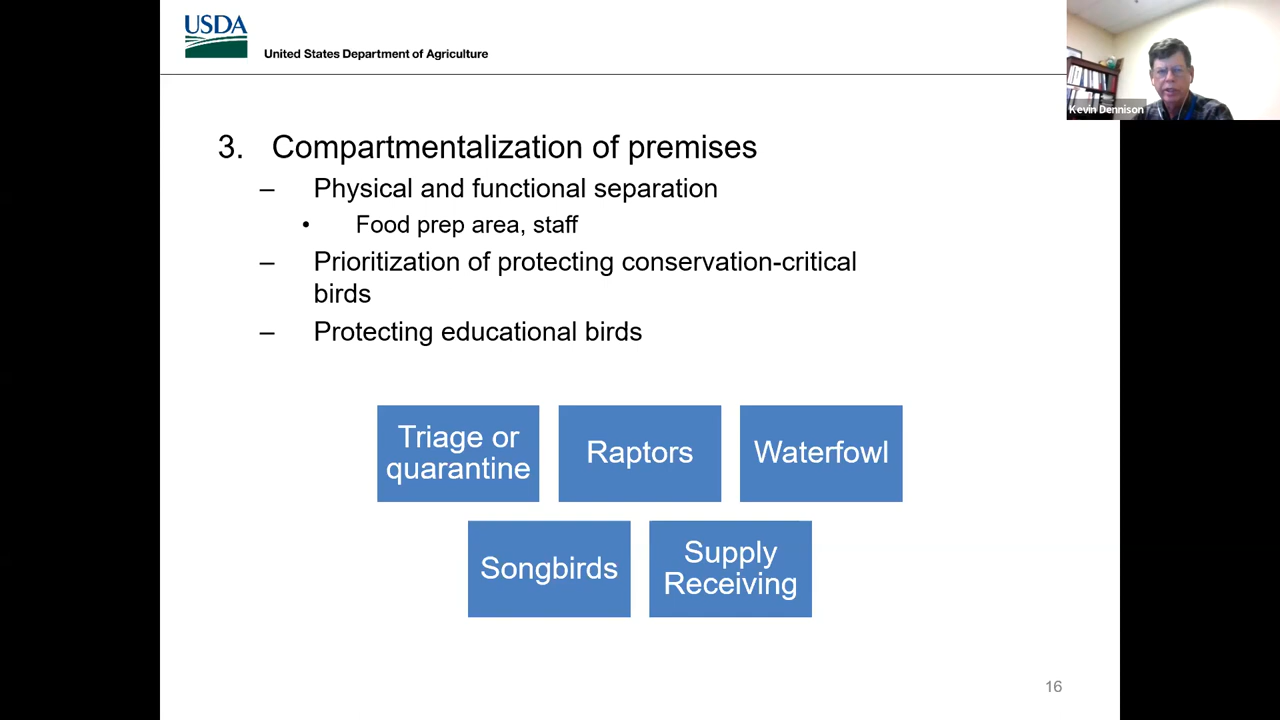 USDA
United States Department of Agriculture
Kevin Dennison
3. Compartmentalization of premises
– Physical and functional separation
• Food prep area, staff
– Prioritization of protecting conservation-critical
birds
– Protecting educational birds
Triage or
quarantine
Raptors
Waterfowl
Songbirds
Supply
Receiving
16